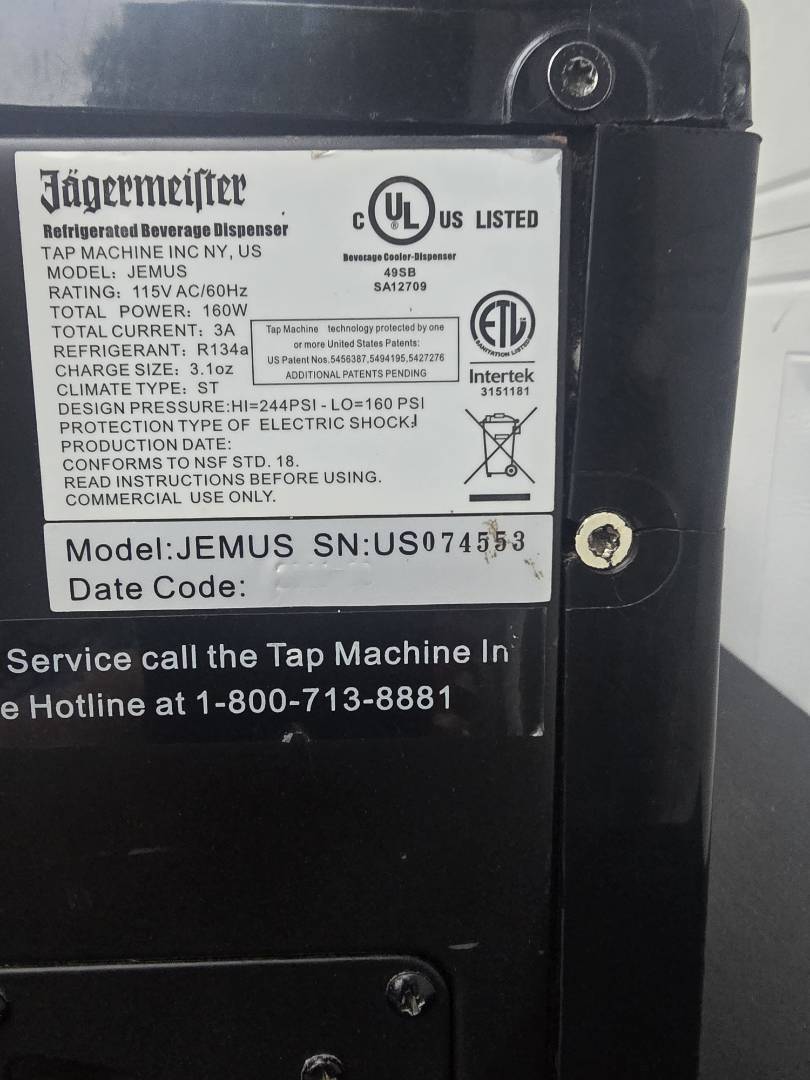 Jägermeiſter
Refrigerated Beverage Dispenser
TAP MACHINE INC NY, US
MODEL: JEMUS
RATING: 115V AC/60Hz
TOTAL POWER: 160W
TOTAL CURRENT: 3A
REFRIGERANT: R134a
CHARGE SIZE: 3.1oz
CLIMATE TYPE: ST
DESIGN PRESSURE:HI=244PSI - LO=160 PSI
PROTECTION TYPE OF ELECTRIC SHOCK:I
PRODUCTION DATE:
CONFORMS TO NSF STD. 18.
READ INSTRUCTIONS BEFORE USING.
COMMERCIAL USE ONLY.
C UL ® US LISTED
Beverage Cooler-Dispenser
49SB
SA12709
Tap Machine technology protected by one
or more United States Patents:
US Patent Nos.5456387,5494195,5427276
ADDITIONAL PATENTS PENDING
ETL
SANITATION LISTED
Intertek
3151181
Model:JEMUS SN:US074553
Date Code:
Service call the Tap Machine In
e Hotline at 1-800-713-8881